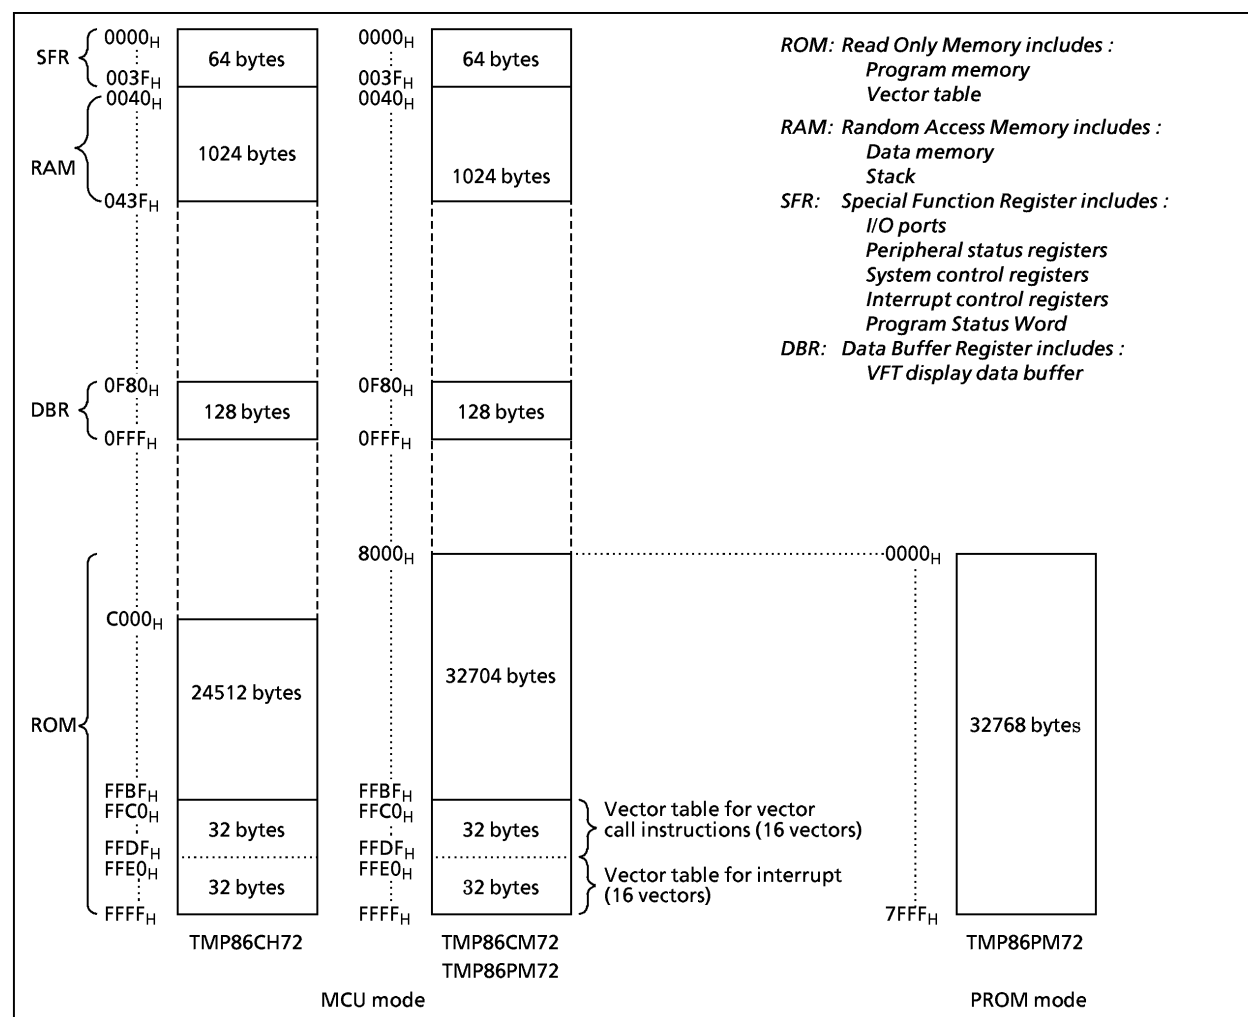 SFR
0000H
003FH
64 bytes
0000H
003FH
64 bytes
RAM
0040H
043FH
1024 bytes
0040H
1024 bytes
DBR
0F80H
0FFFH
128 bytes
0F80H
0FFFH
128 bytes
ROM
C000H
24512 bytes
FFBFH
FFC0H
32 bytes
FFDFH
FFE0H
32 bytes
FFFFH
TMP86CH72
8000H
32704 bytes
FFBFH
FFC0H
32 bytes
FFDFH
FFE0H
32 bytes
FFFFH
TMP86CM72
TMP86PM72
MCU mode
Vector table for vector
call instructions (16 vectors)
Vector table for interrupt
(16 vectors)
ROM: Read Only Memory includes :
Program memory
Vector table
RAM: Random Access Memory includes :
Data memory
Stack
SFR: Special Function Register includes :
I/O ports
Peripheral status registers
System control registers
Interrupt control registers
Program Status Word
DBR: Data Buffer Register includes :
VFT display data buffer
0000H
32768 bytes
7FFFH
TMP86PM72
PROM mode